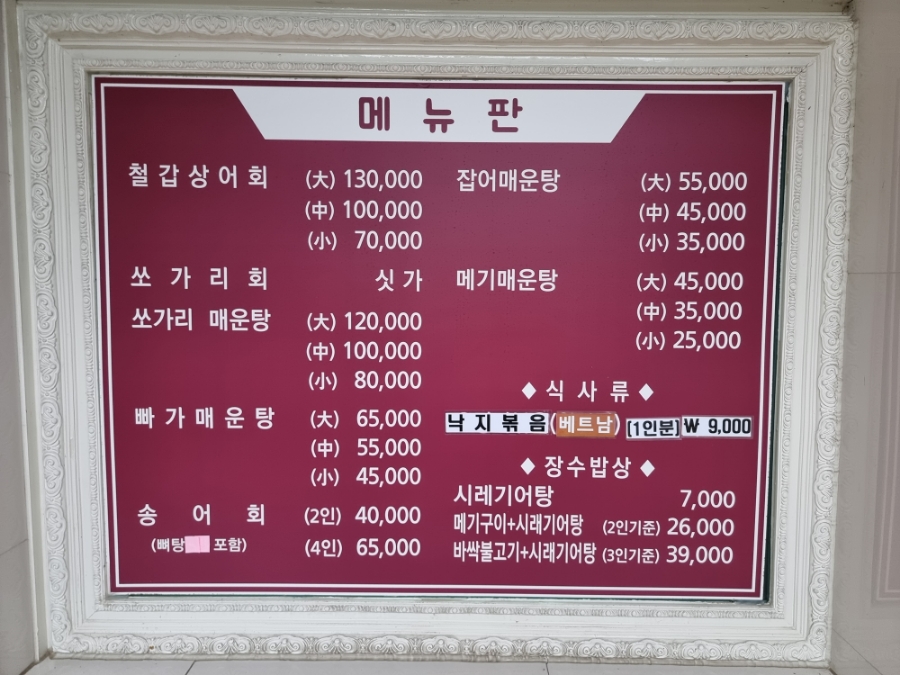 메뉴판
철갑상어회 (大) 130,000
(中) 100,000
(小) 70,000
쏘가리회 싯가
쏘가리 매운탕 (大) 120,000
(中) 100,000
(小) 80,000
빠가매운탕 (大) 65,000
(中) 55,000
(小) 45,000
송어회 (2인) 40,000
(뼈탕 포함) (4인) 65,000
잡어매운탕 (大) 55,000
(中) 45,000
(小) 35,000
메기매운탕 (大) 45,000
(中) 35,000
(小) 25,000
◆ 식사류 ◆
낙지볶음(베트남) [1인분] ₩ 9,000
◆ 장수밥상 ◆
시레기어탕 7,000
메기구이+시래기어탕 (2인기준) 26,000
바싹불고기+시래기어탕 (3인기준) 39,000